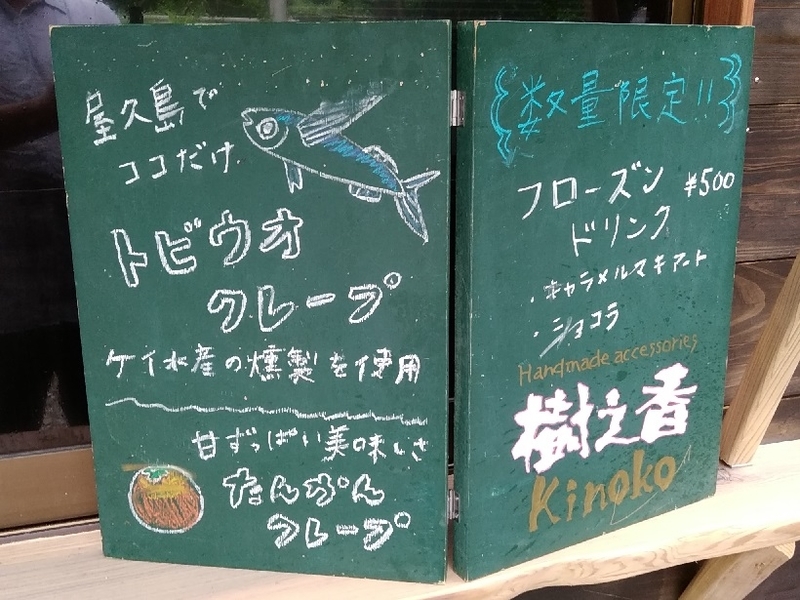 屋久島で
ココだけ
トビウオ
クレープ
ケイ水産の燻製を使用
甘ずっぱい美味しさ
たんかん
クレープ
数量限定!!
フローズン ¥500
ドリンク
・キャラメルマキアート
・ショコラ
Handmade accessories
樹之香
Kinoko